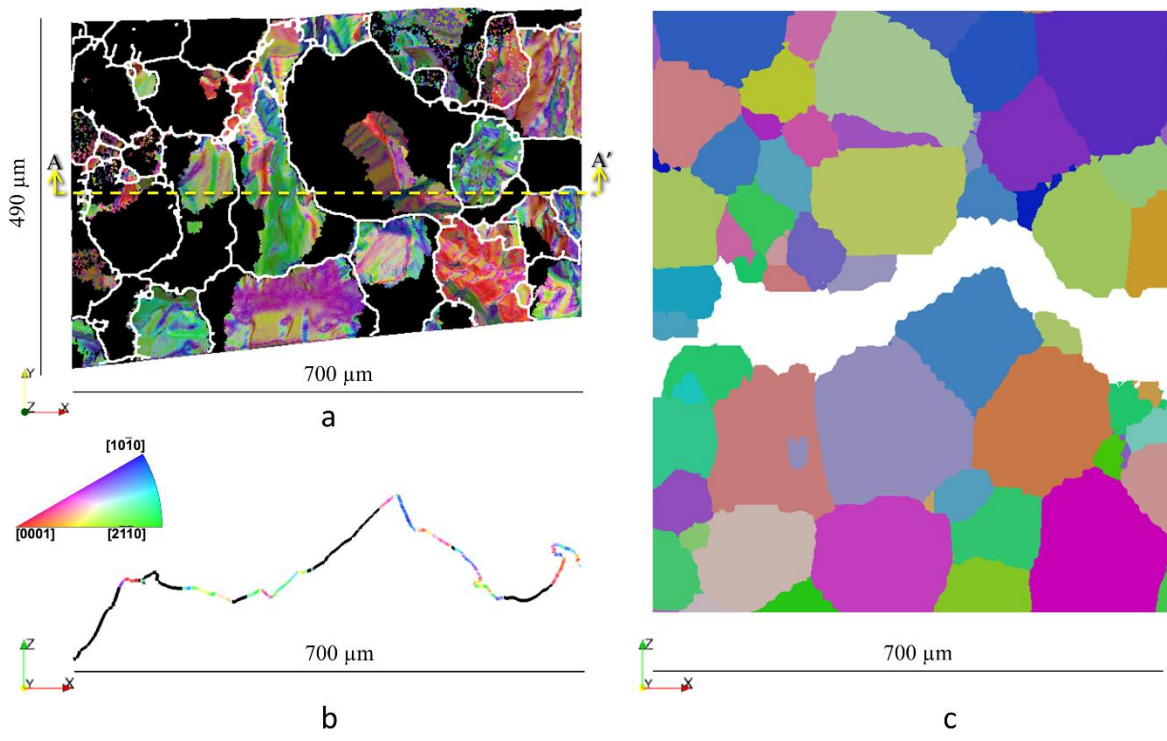 A
A'
490 µm
Y
Z
X
700 µm
a
[101̄0]
[0001]
[21̄1̄0]
Z
Y
X
700 µm
b
Z
Y
X
700 µm
c